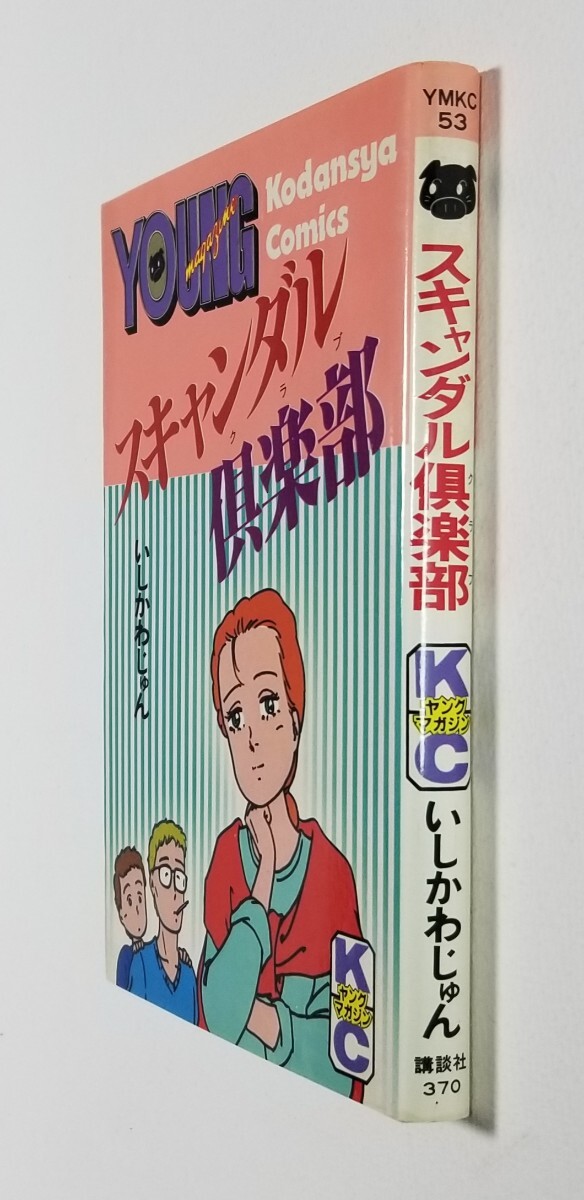 YOUNG
magazine
Kodansya
Comics
スキャンダル
倶楽部
クラブ
いしかわじゅん
K
ヤング
マガジン
C
YMKC
53
スキャンダル倶楽部
クラブ
K
ヤング
マガジン
C
いしかわじゅん
講談社
370